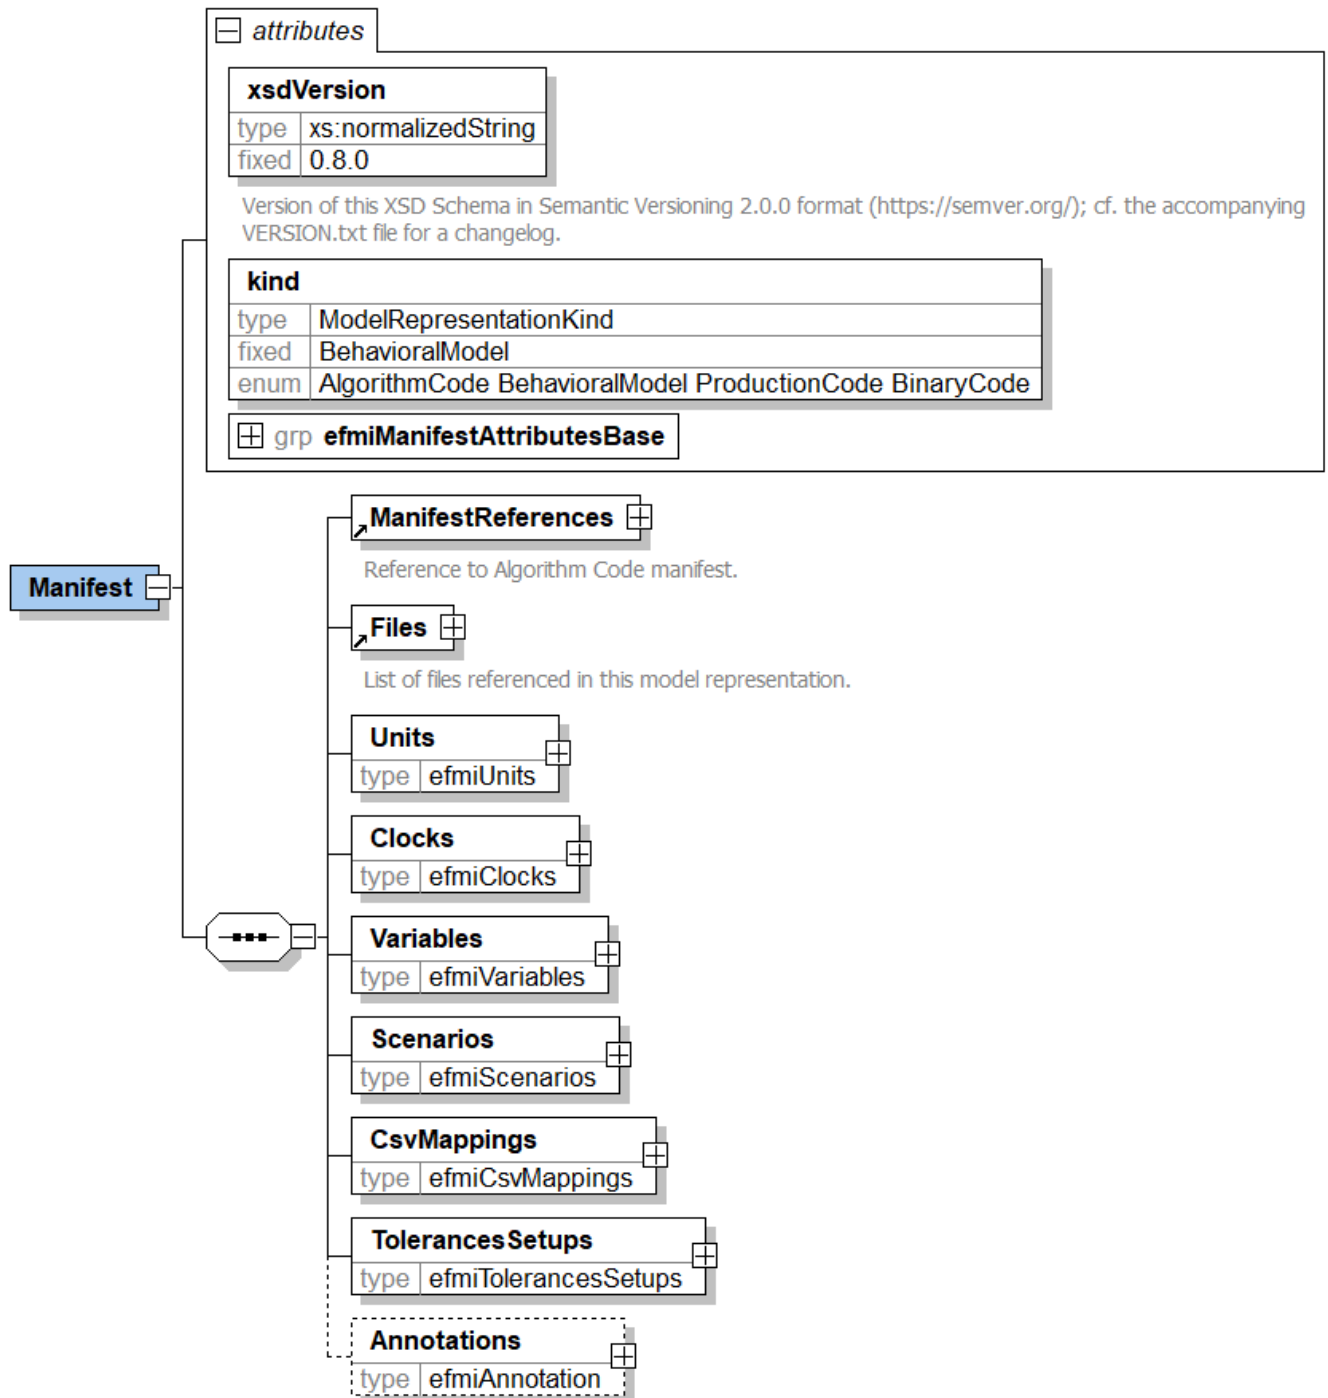 attributes
xsdVersion
type xs:normalizedString
fixed 0.8.0
Version of this XSD Schema in Semantic Versioning 2.0.0 format (https://semver.org/); cf. the accompanying
VERSION.txt file for a changelog.
kind
type ModelRepresentationKind
fixed BehavioralModel
enum AlgorithmCode BehavioralModel ProductionCode BinaryCode
grp efmiManifestAttributesBase
Manifest
ManifestReferences
Reference to Algorithm Code manifest.
Files
List of files referenced in this model representation.
Units
type efmiUnits
Clocks
type efmiClocks
Variables
type efmiVariables
Scenarios
type efmiScenarios
CsvMappings
type efmiCsvMappings
TolerancesSetups
type efmiTolerancesSetups
Annotations
type efmiAnnotation